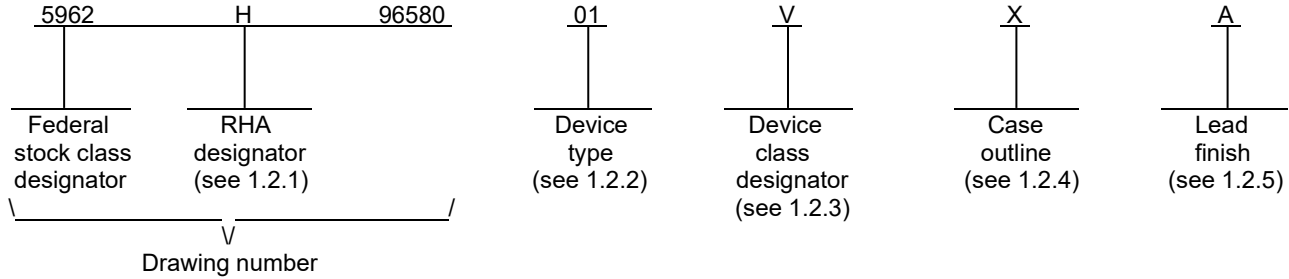 5962 H 96580 01 V X A
Federal RHA Device Device Case Lead
stock class designator type class outline finish
designator (see 1.2.1) (see 1.2.2) designator (see 1.2.4) (see 1.2.5)
(see 1.2.3)
\ /
\/
Drawing number